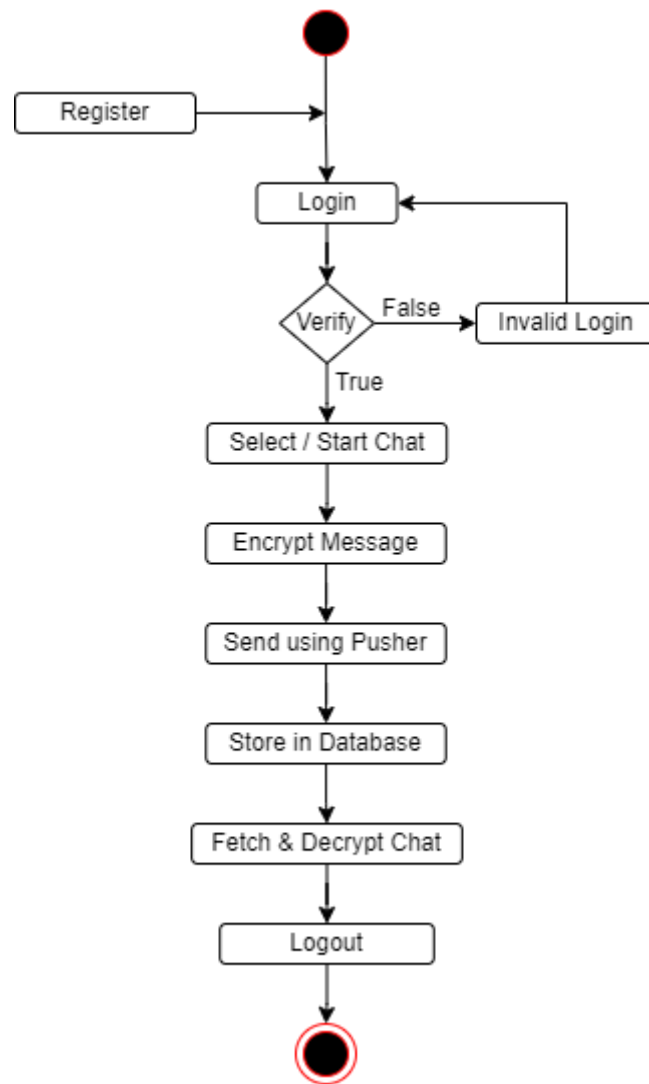 Register
Login
Verify
False
Invalid Login
True
Select / Start Chat
Encrypt Message
Send using Pusher
Store in Database
Fetch & Decrypt Chat
Logout